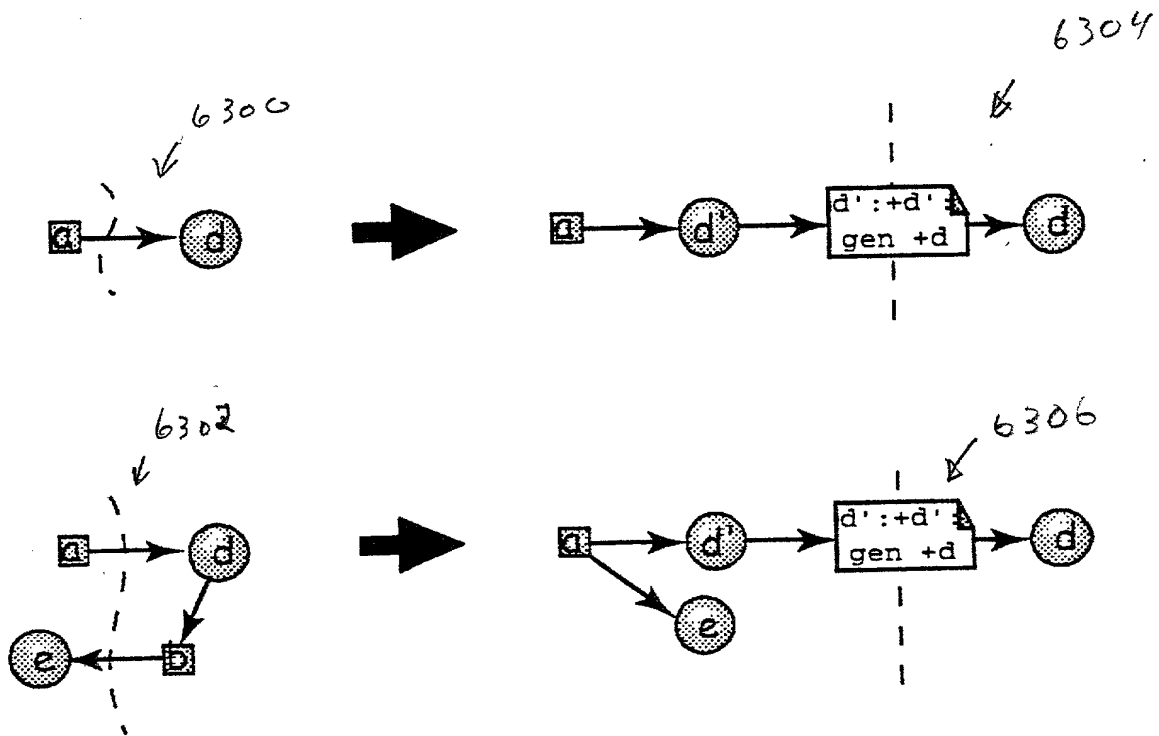 6304
6300
a d a d' d':+d'
gen +d d
6302
6306
a d a d' d':+d'
gen +d d
e
e b